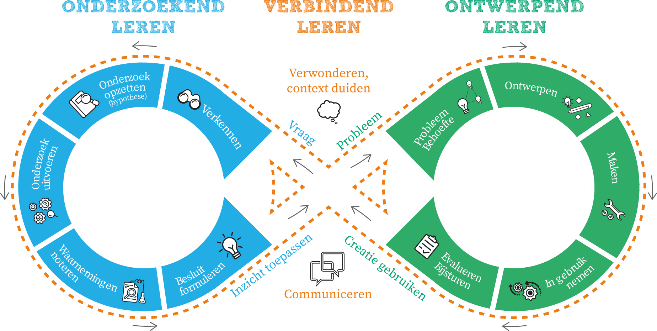 ONDERZOEKEND
LEREN
VERBINDEND
LEREN
ONTWERPEND
LEREN
Verwonderen,
context duiden
Vraag
Probleem
Verkennen
Onderzoek
opzetten
(hypothese)
Onderzoek
uitvoeren
Waarnemingen
noteren
Besluit
formuleren
Inzicht toepassen
Probleem
Behoefte
Ontwerpen
Maken
In gebruik
nemen
Evalueren
bijsturen
Creatie gebruiken
Communiceren